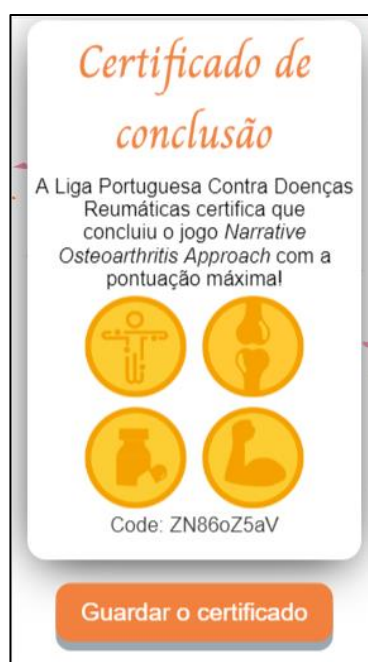 Certificado de
conclusão
A Liga Portuguesa Contra Doenças
Reumáticas certifica que
concluiu o jogo Narrative
Osteoarthritis Approach com a
pontuação máxima!
Code: ZN86oZ5aV
Guardar o certificado